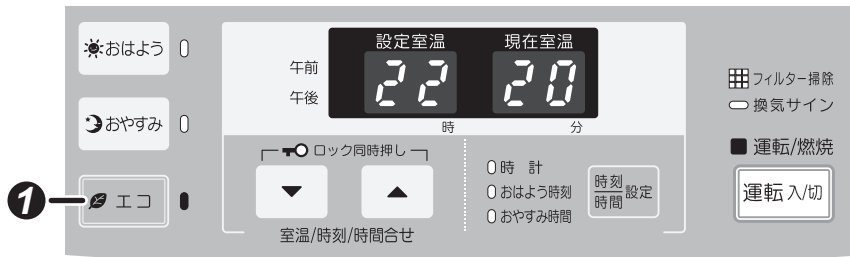 おはよう
おやすみ
1
エコ
設定室温
現在室温
午前
午後
22
20
時
分
ロック同時押し
室温/時刻/時間合せ
時 計
おはよう時刻
おやすみ時間
時刻
時間
設定
フィルター掃除
換気サイン
運転/燃焼
運転 入/切